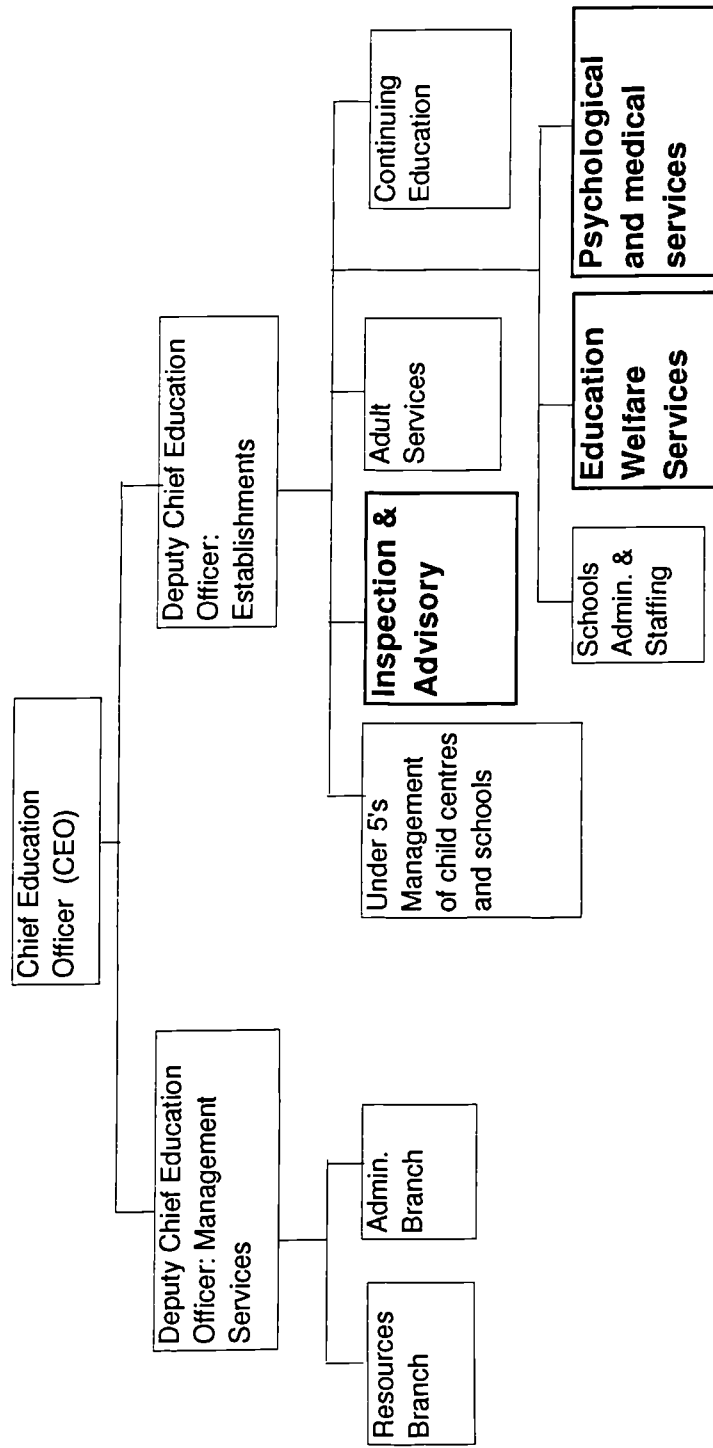 Chief Education
Officer (CEO)
Deputy Chief Education
Officer: Management
Services
Deputy Chief Education
Officer:
Establishments
Resources
Branch
Admin.
Branch
Under 5's
Management
of child centres
and schools
Inspection &
Advisory
Adult
Services
Continuing
Education
Schools
Admin. &
Staffing
Education
Welfare
Services
Psychological
and medical
services